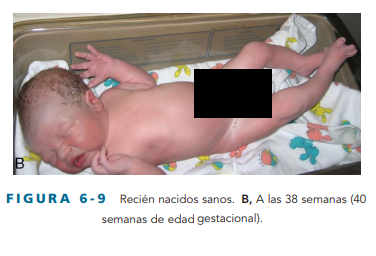 B
FIGURA 6-9 Recién nacidos sanos. B, A las 38 semanas (40
semanas de edad gestacional).